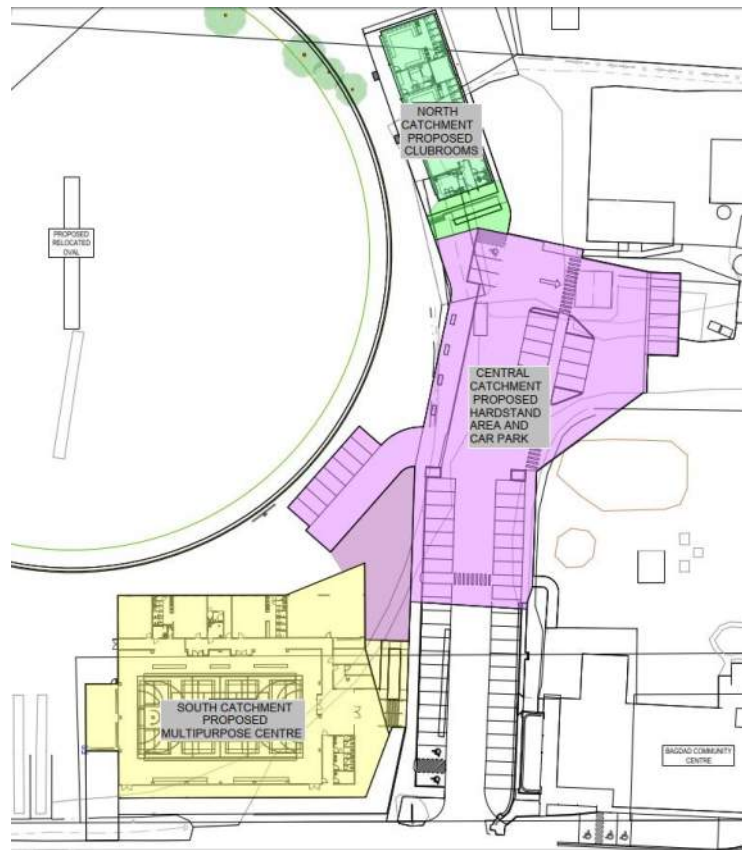 NORTH
CATCHMENT
PROPOSED
CLUBROOMS
PROPOSED
RELOCATED
OVAL
CENTRAL
CATCHMENT
PROPOSED
HARDSTAND
AREA AND
CAR PARK
SOUTH CATCHMENT
PROPOSED
MULTIPURPOSE CENTRE
BAGDAD COMMUNITY
CENTRE